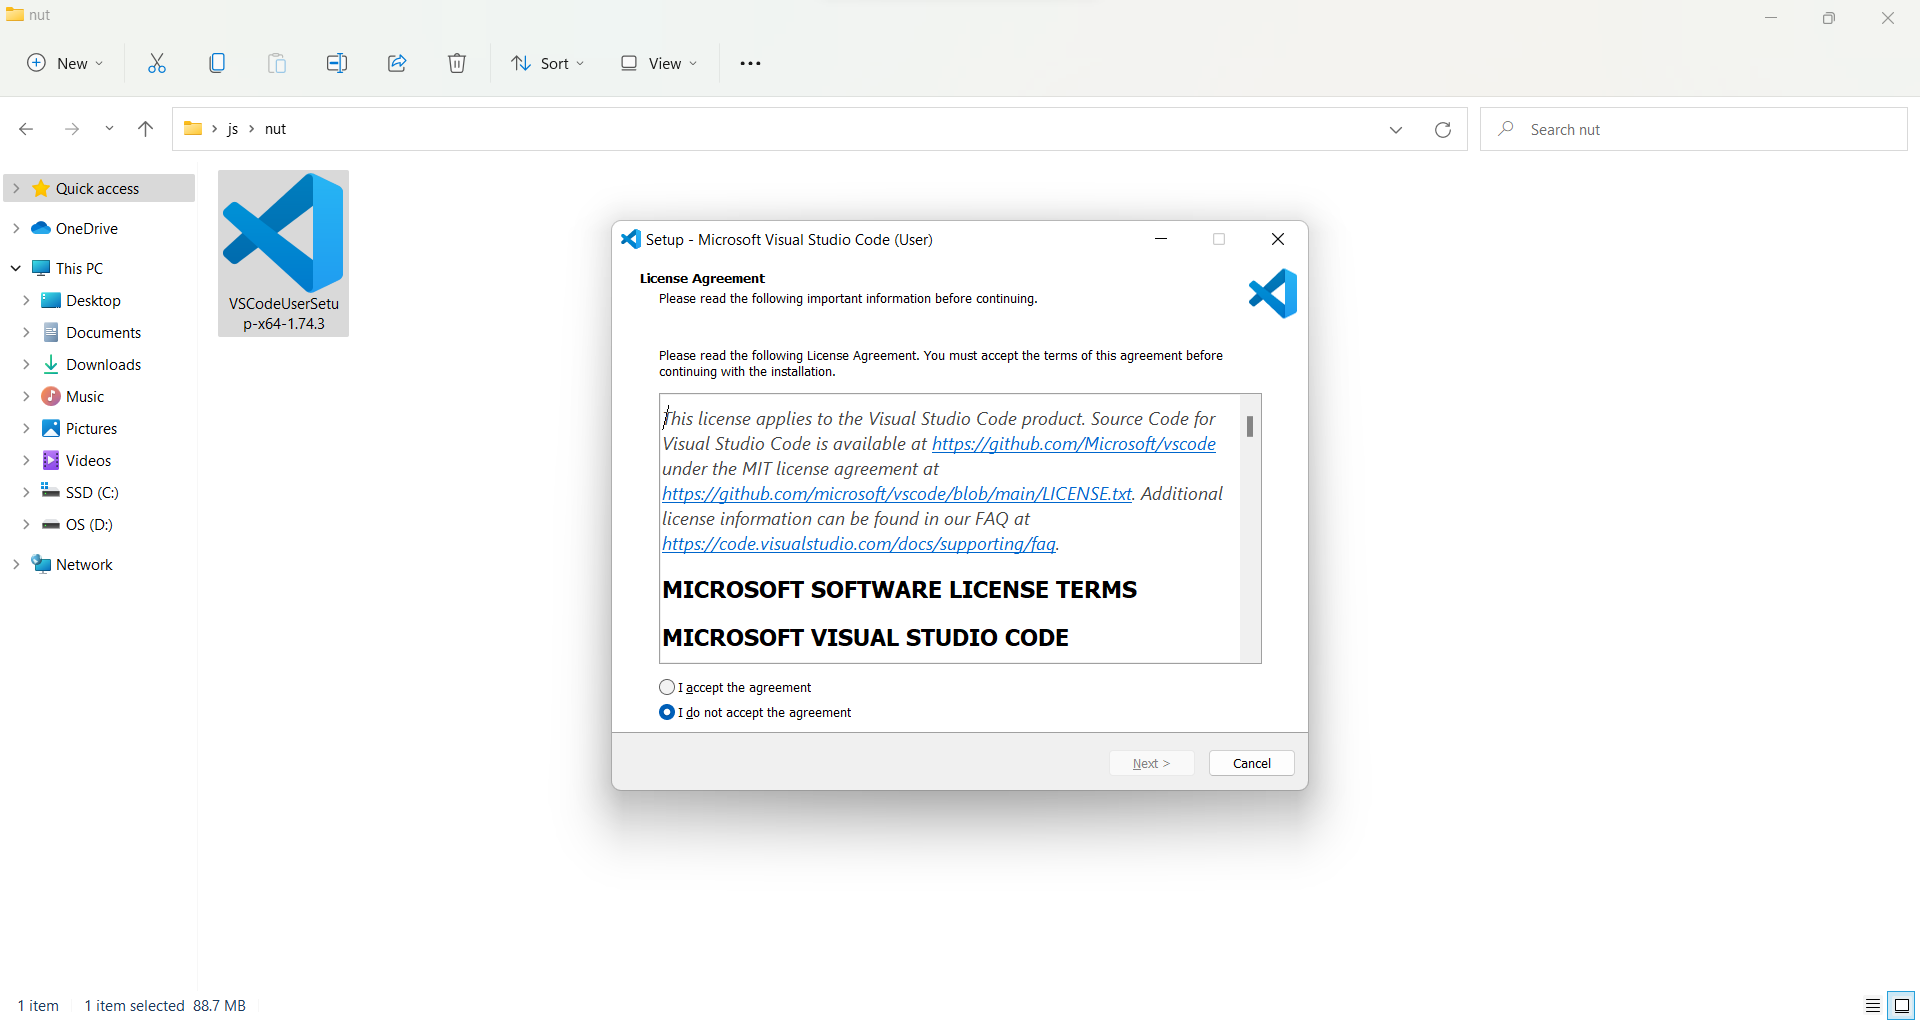 nut
New
Sort
View
js
nut
Search nut
Quick access
OneDrive
This PC
Desktop
Documents
Downloads
Music
Pictures
Videos
SSD (C:)
OS (D:)
Network
VSCodeUserSetu
p-x64-1.74.3
Setup - Microsoft Visual Studio Code (User)
License Agreement
Please read the following important information before continuing.
Please read the following License Agreement. You must accept the terms of this agreement before
continuing with the installation.
This license applies to the Visual Studio Code product. Source Code for
Visual Studio Code is available at https://github.com/Microsoft/vscode
under the MIT license agreement at
https://github.com/microsoft/vscode/blob/main/LICENSE.txt. Additional
license information can be found in our FAQ at
https://code.visualstudio.com/docs/supporting/faq.
MICROSOFT SOFTWARE LICENSE TERMS
MICROSOFT VISUAL STUDIO CODE
I accept the agreement
I do not accept the agreement
Next >
Cancel
1 item
1 item selected 88.7 MB